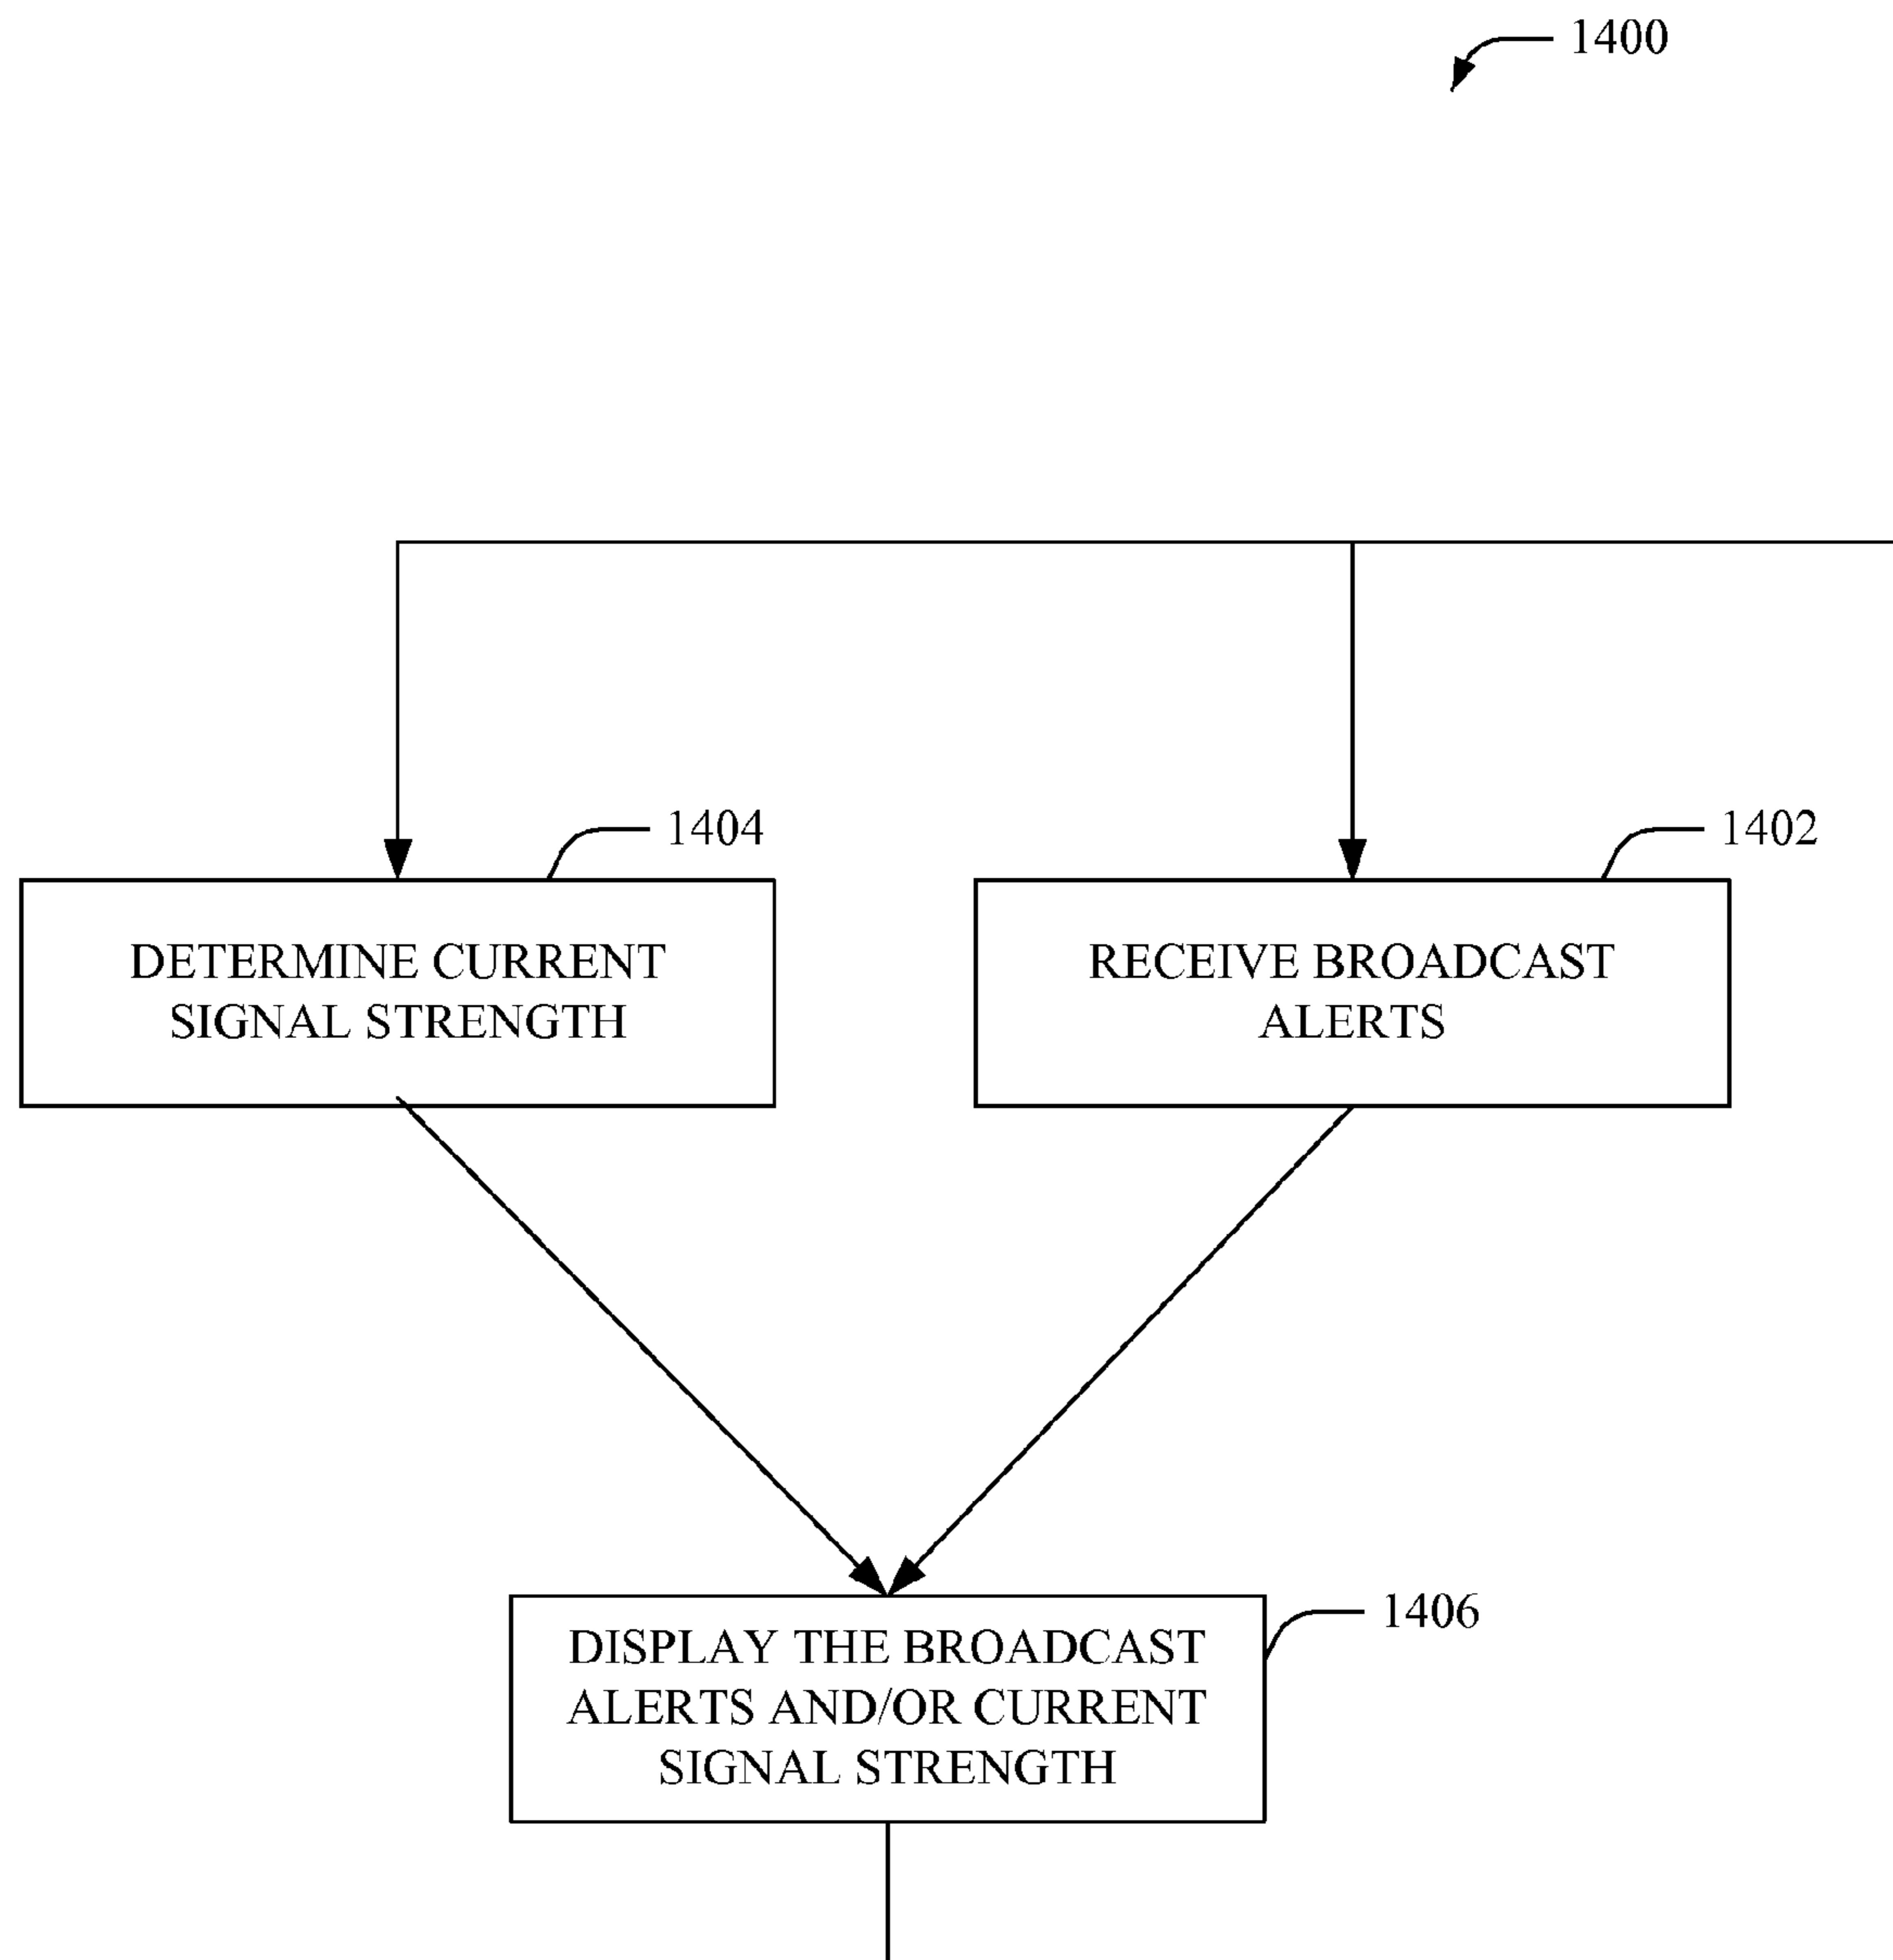 1400
1404
1402
DETERMINE CURRENT
SIGNAL STRENGTH
RECEIVE BROADCAST
ALERTS
1406
DISPLAY THE BROADCAST
ALERTS AND/OR CURRENT
SIGNAL STRENGTH